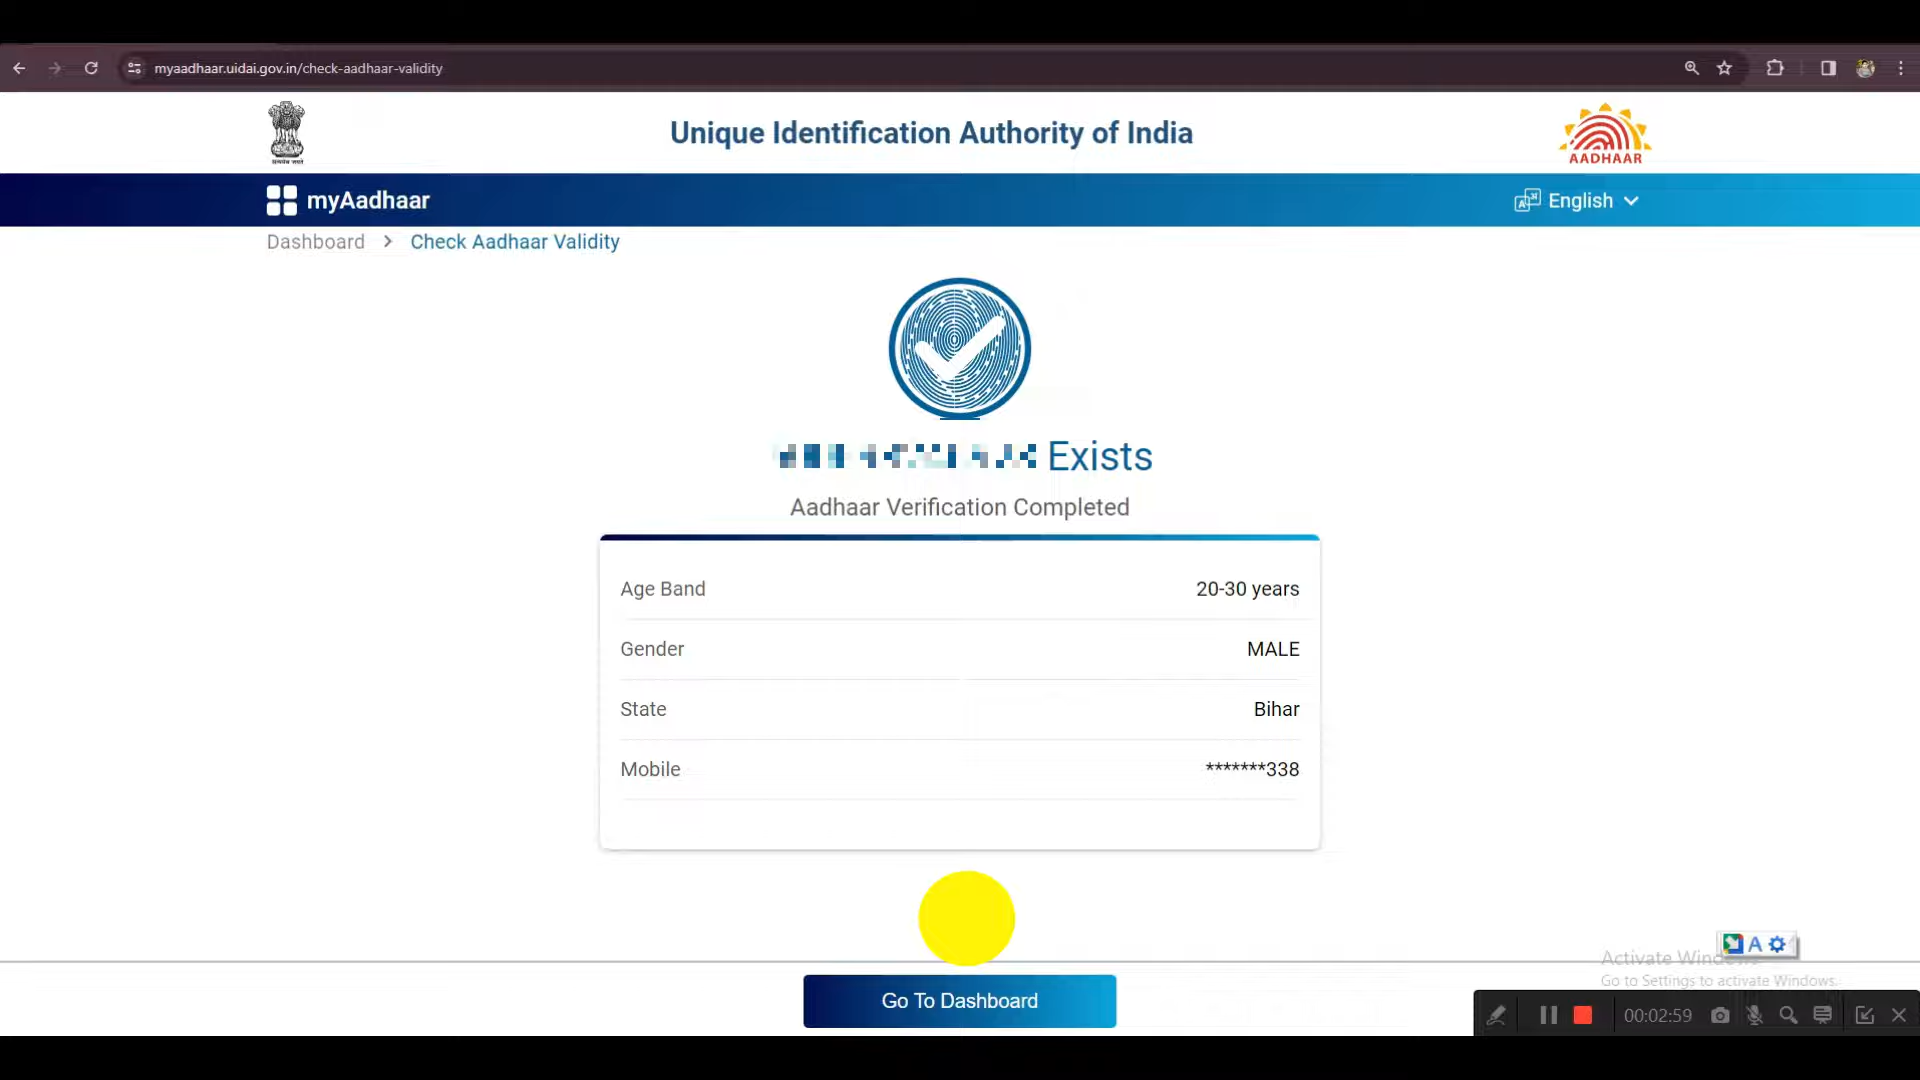 myaadhaar.uidai.gov.in/check-aadhaar-validity
Unique Identification Authority of India
AADHAAR
myAadhaar
English
Dashboard > Check Aadhaar Validity
Exists
Aadhaar Verification Completed
Age Band 20-30 years
Gender MALE
State Bihar
Mobile *******338
A
Activate Wind
Go to Settings to activate Windows.
Go To Dashboard
00:02:59